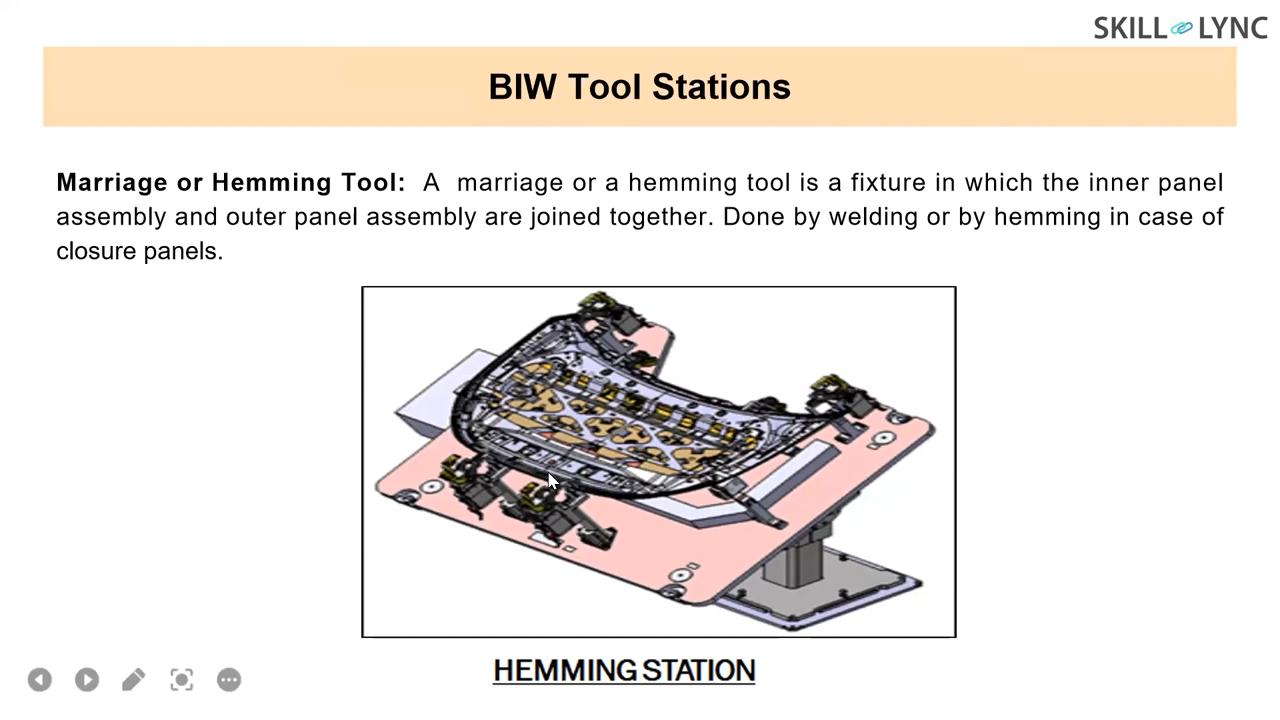 SKILL LYNC
BIW Tool Stations
Marriage or Hemming Tool: A marriage or a hemming tool is a fixture in which the inner panel
assembly and outer panel assembly are joined together. Done by welding or by hemming in case of
closure panels.
HEMMING STATION